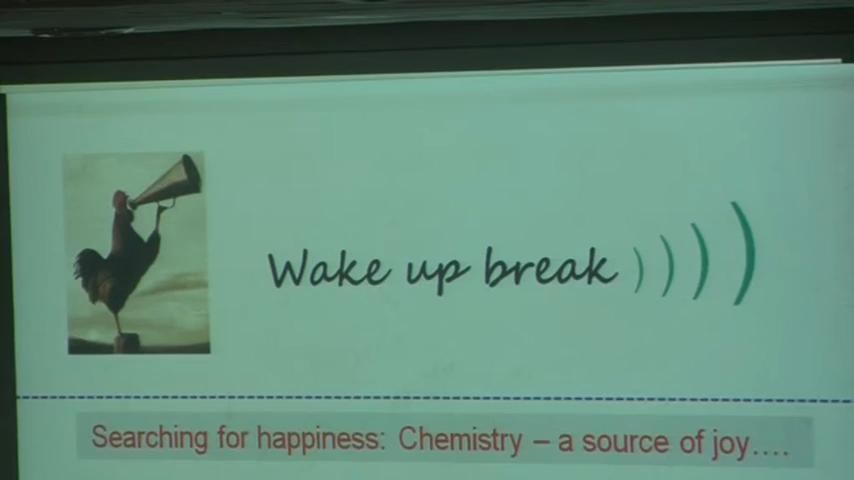 Wake up break
Searching for happiness: Chemistry – a source of joy….